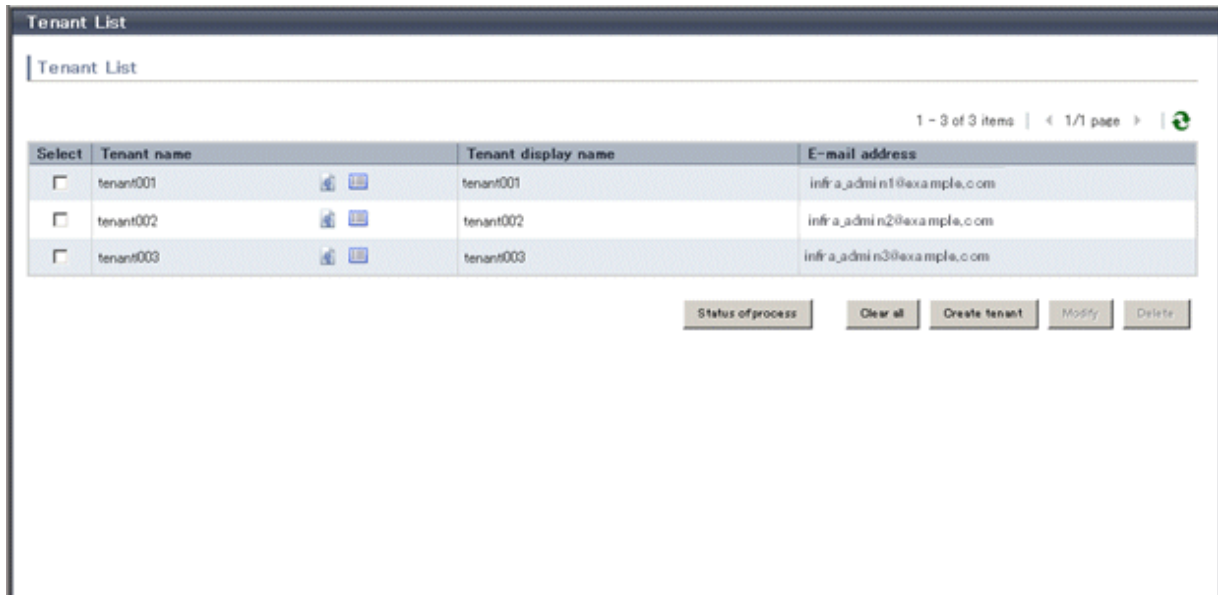 Tenant List
Tenant List
1 - 3 of 3 items | 1/1 page |
Select Tenant name Tenant display name E-mail address
tenant001 tenant001 infra_admin1@example.com
tenant002 tenant002 infra_admin2@example.com
tenant003 tenant003 infra_admin3@example.com
Status of process Clear all Create tenant Modify Delete